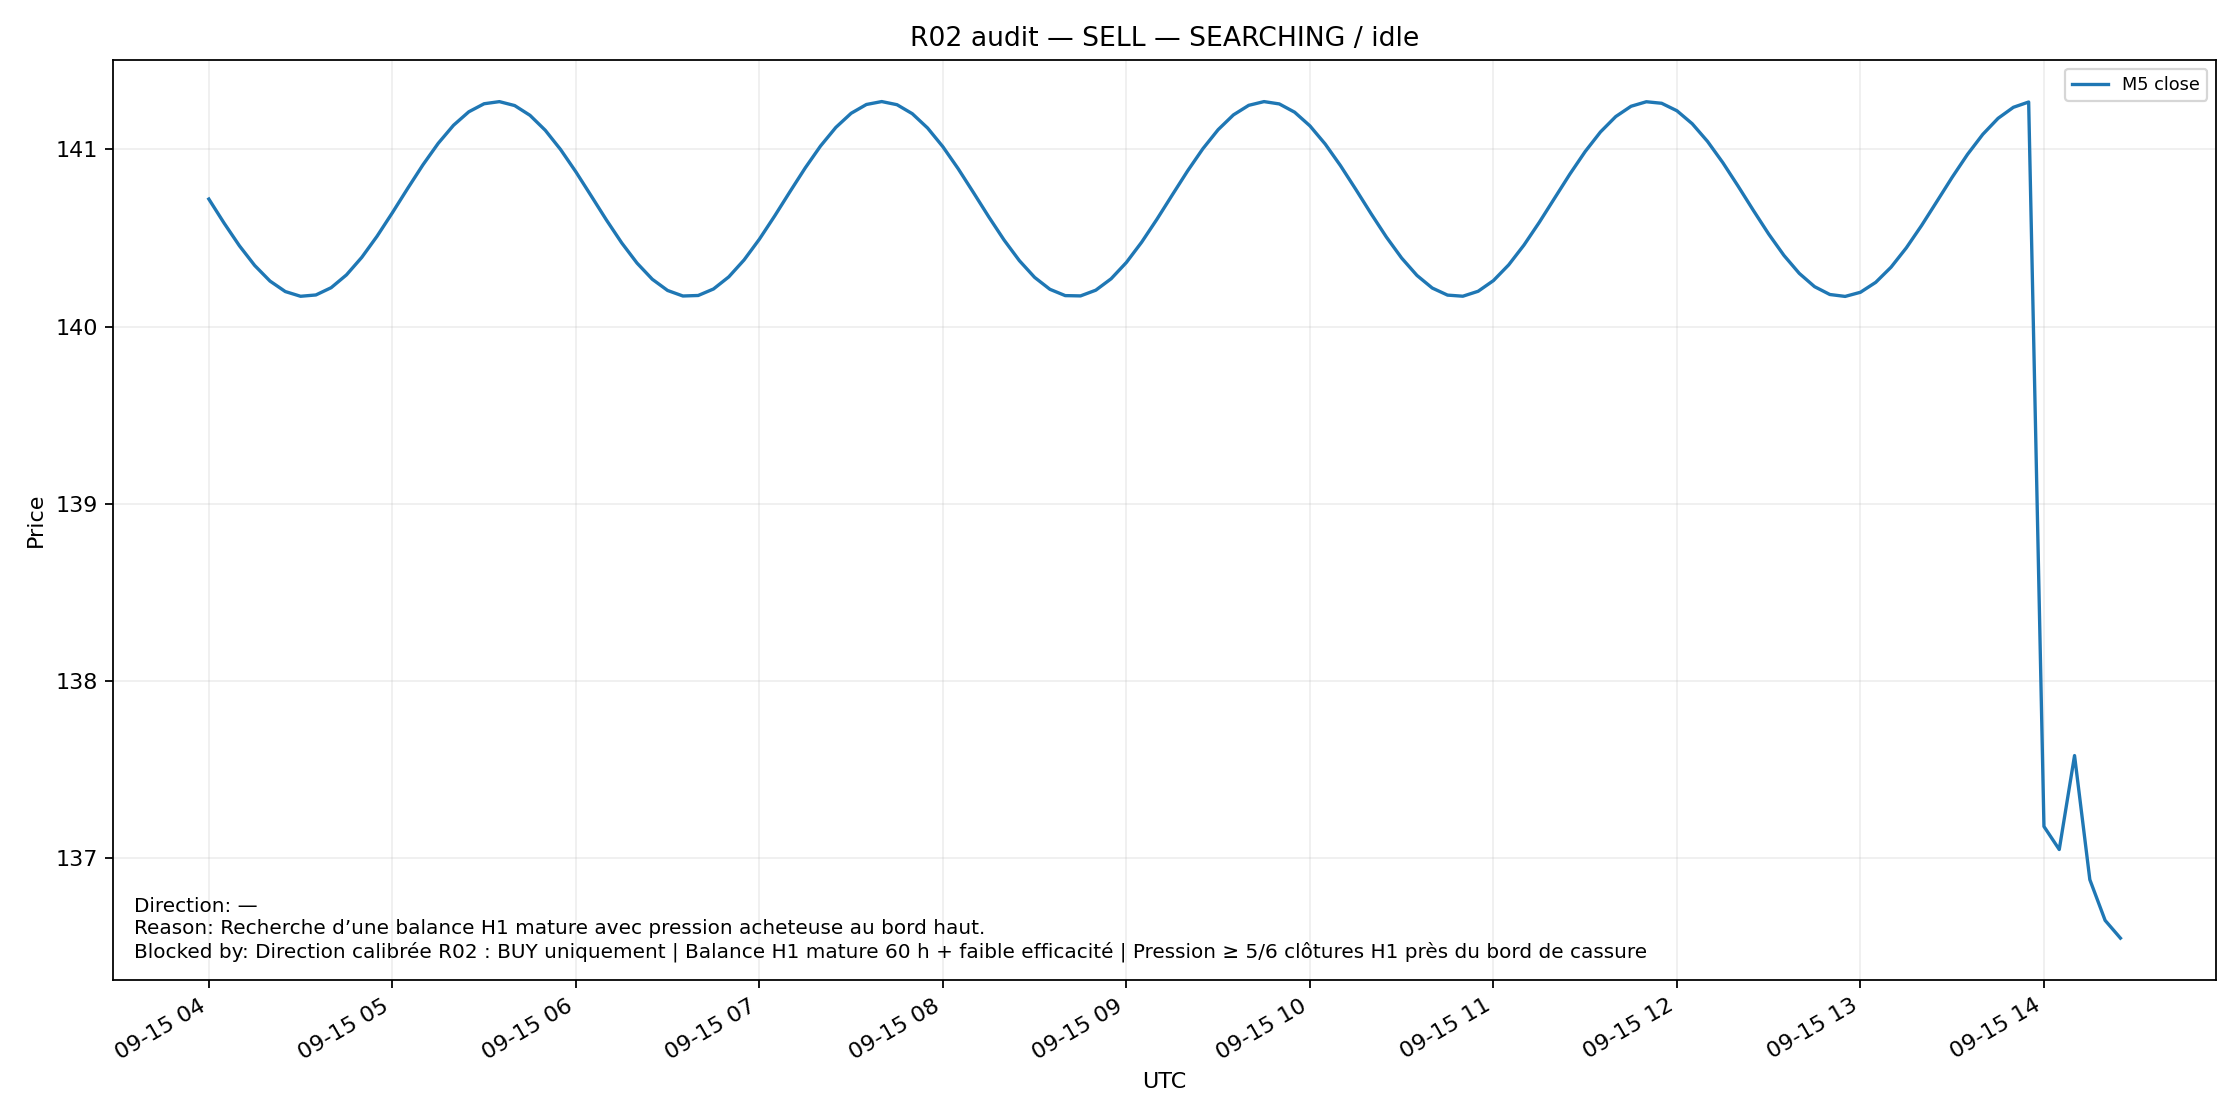 R02 audit — SELL — SEARCHING / idle
M5 close
Price
141
140
139
138
137
Direction: —
Reason: Recherche d’une balance H1 mature avec pression acheteuse au bord haut.
Blocked by: Direction calibrée R02 : BUY uniquement | Balance H1 mature 60 h + faible efficacité | Pression ≥ 5/6 clôtures H1 près du bord de cassure
09-15 04
09-15 05
09-15 06
09-15 07
09-15 08
09-15 09
09-15 10
09-15 11
09-15 12
09-15 13
09-15 14
UTC